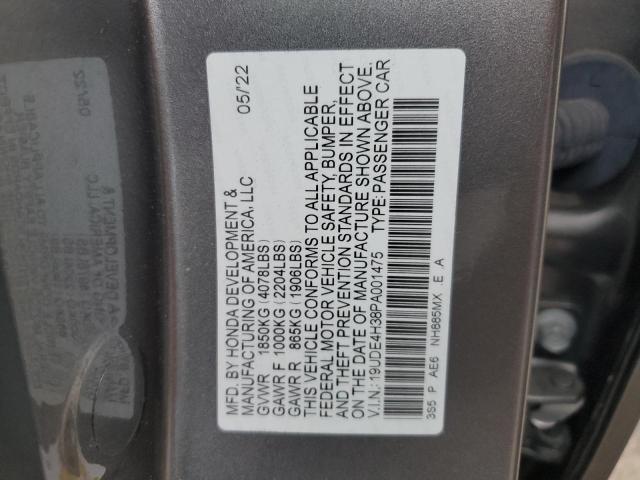 MFD. BY HONDA DEVELOPMENT & 05/'22
MANUFACTURING OF AMERICA, LLC
GVWR 1850KG (4078LBS)
GAWR F 1000KG (2204LBS)
GAWR R 865KG (1906LBS)
THIS VEHICLE CONFORMS TO ALL APPLICABLE
FEDERAL MOTOR VEHICLE SAFETY, BUMPER,
AND THEFT PREVENTION STANDARDS IN EFFECT
ON THE DATE OF MANUFACTURE SHOWN ABOVE.
V.I.N.:19UDE4H38PA001475 TYPE:PASSENGER CAR
3S5 P AE6 NH885MX E A